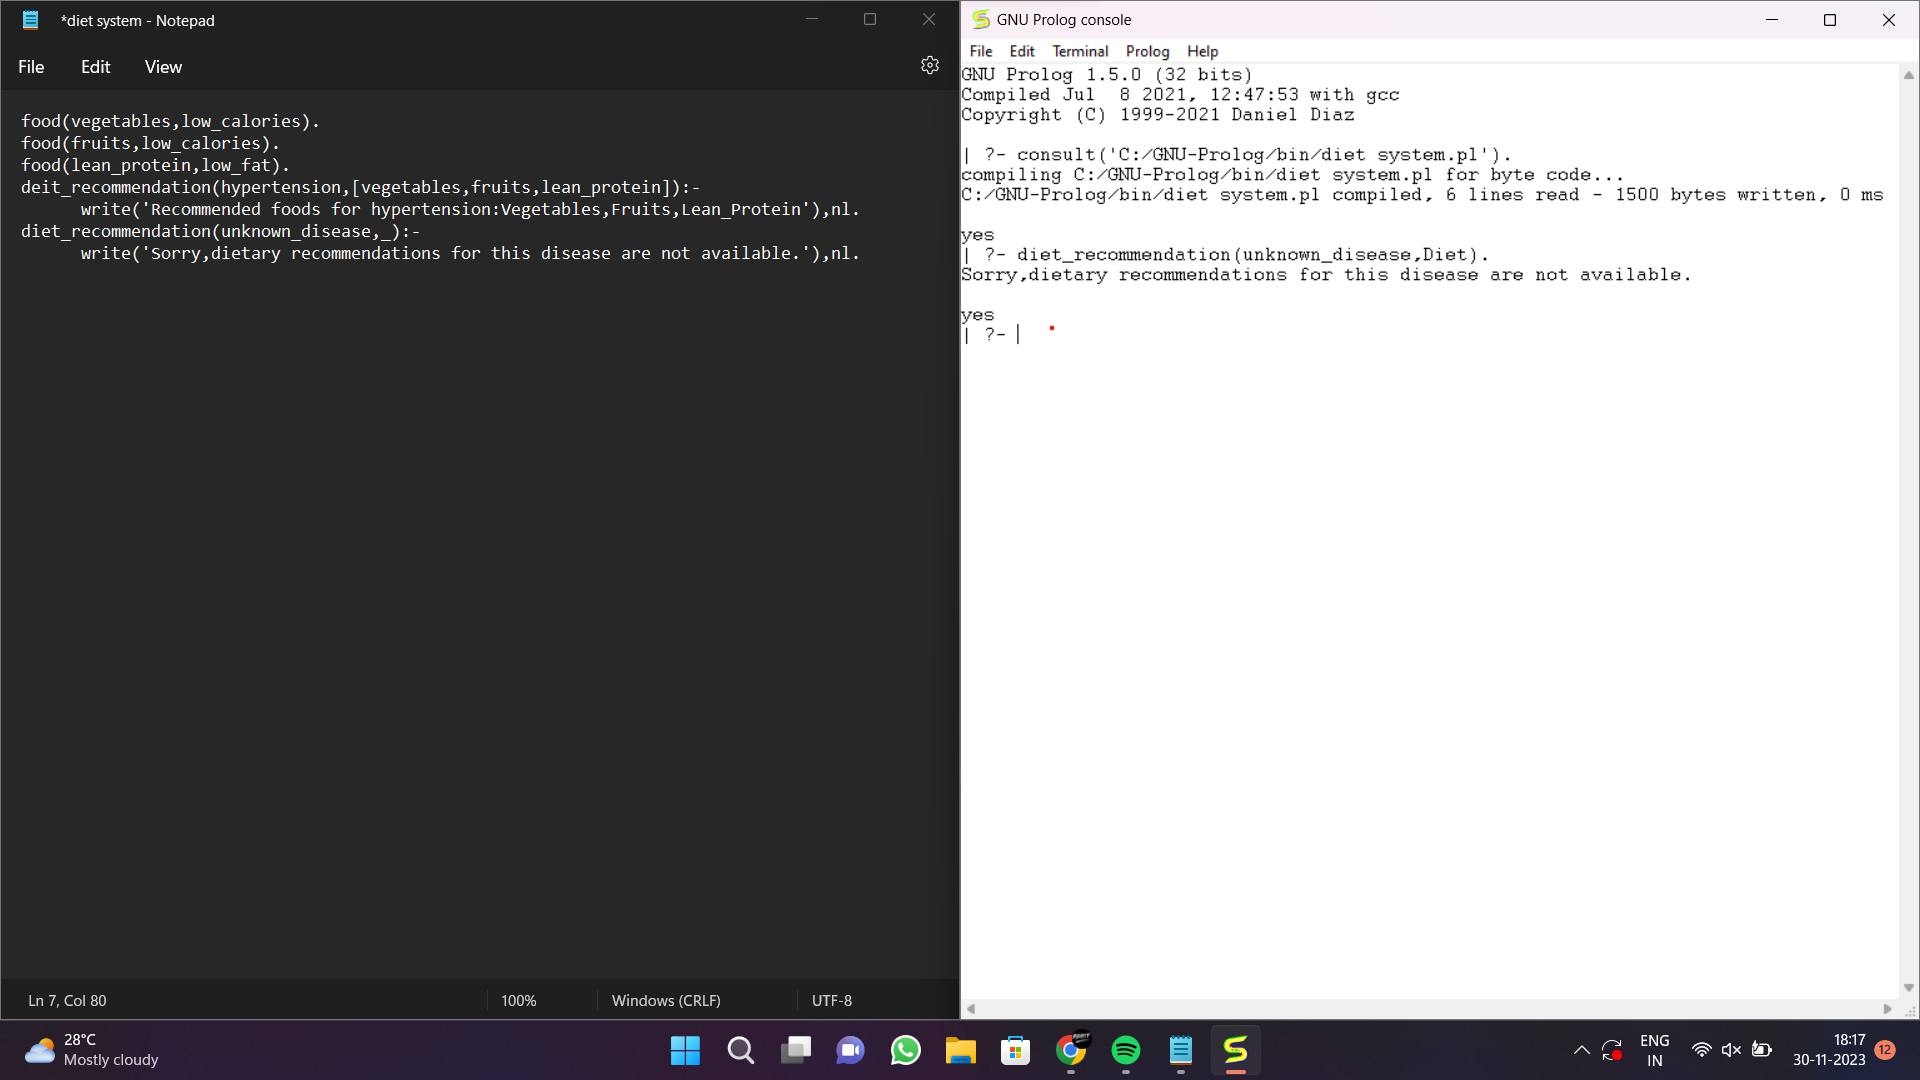 *diet system - Notepad
File Edit View
food(vegetables,low_calories).
food(fruits,low_calories).
food(lean_protein,low_fat).
deit_recommendation(hypertension,[vegetables,fruits,lean_protein]):-
write('Recommended foods for hypertension:Vegetables,Fruits,Lean_Protein'),nl.
diet_recommendation(unknown_disease,_):-
write('Sorry,dietary recommendations for this disease are not available.'),nl.
Ln 7, Col 80 100% Windows (CRLF) UTF-8
GNU Prolog console
File Edit Terminal Prolog Help
GNU Prolog 1.5.0 (32 bits)
Compiled Jul  8 2021, 12:47:53 with gcc
Copyright (C) 1999-2021 Daniel Diaz
| ?- consult('C:/GNU-Prolog/bin/diet system.pl').
compiling C:/GNU-Prolog/bin/diet system.pl for byte code...
C:/GNU-Prolog/bin/diet system.pl compiled, 6 lines read - 1500 bytes written, 0 ms
yes
| ?- diet_recommendation(unknown_disease,Diet).
Sorry,dietary recommendations for this disease are not available.
yes
| ?-
28°C
Mostly cloudy
ENG
IN
18:17
30-11-2023
12